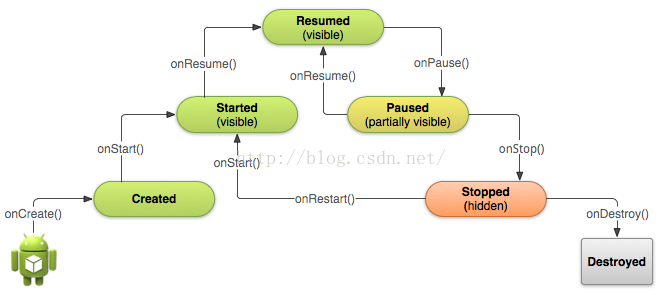 Resumed
(visible)
onResume()
onResume()
onPause()
Started
(visible)
Paused
(partially visible)
onStart()
onStart()
http://blog.csdn.net/
onStop()
onCreate()
Created
onRestart()
Stopped
(hidden)
onDestroy()
Destroyed